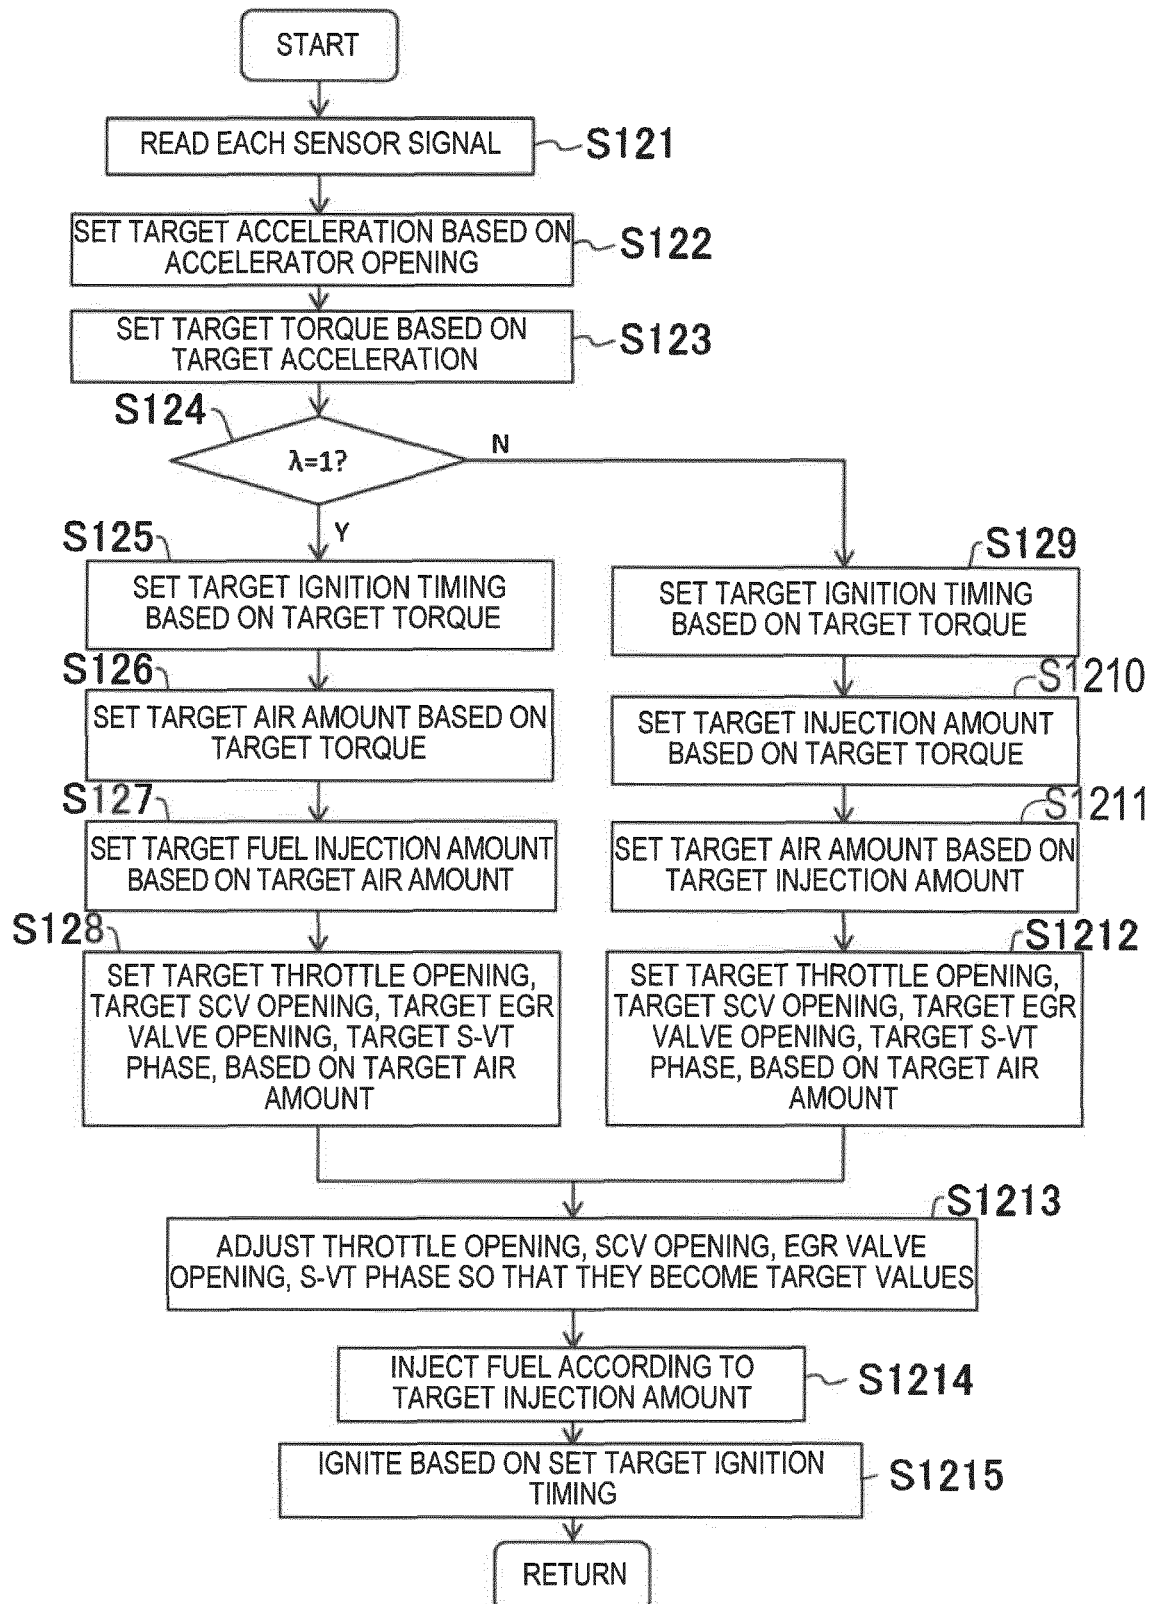 START
READ EACH SENSOR SIGNAL
S121
SET TARGET ACCELERATION BASED ON
ACCELERATOR OPENING
S122
SET TARGET TORQUE BASED ON
TARGET ACCELERATION
S123
S124
λ=1?
N
Y
S125
SET TARGET IGNITION TIMING
BASED ON TARGET TORQUE
S126
SET TARGET AIR AMOUNT BASED ON
TARGET TORQUE
S127
SET TARGET FUEL INJECTION AMOUNT
BASED ON TARGET AIR AMOUNT
S128
SET TARGET THROTTLE OPENING,
TARGET SCV OPENING, TARGET EGR
VALVE OPENING, TARGET S-VT
PHASE, BASED ON TARGET AIR
AMOUNT
S129
SET TARGET IGNITION TIMING
BASED ON TARGET TORQUE
S1210
SET TARGET INJECTION AMOUNT
BASED ON TARGET TORQUE
S1211
SET TARGET AIR AMOUNT BASED ON
TARGET INJECTION AMOUNT
S1212
SET TARGET THROTTLE OPENING,
TARGET SCV OPENING, TARGET EGR
VALVE OPENING, TARGET S-VT
PHASE, BASED ON TARGET AIR
AMOUNT
S1213
ADJUST THROTTLE OPENING, SCV OPENING, EGR VALVE
OPENING, S-VT PHASE SO THAT THEY BECOME TARGET VALUES
INJECT FUEL ACCORDING TO
TARGET INJECTION AMOUNT
S1214
IGNITE BASED ON SET TARGET IGNITION
TIMING
S1215
RETURN